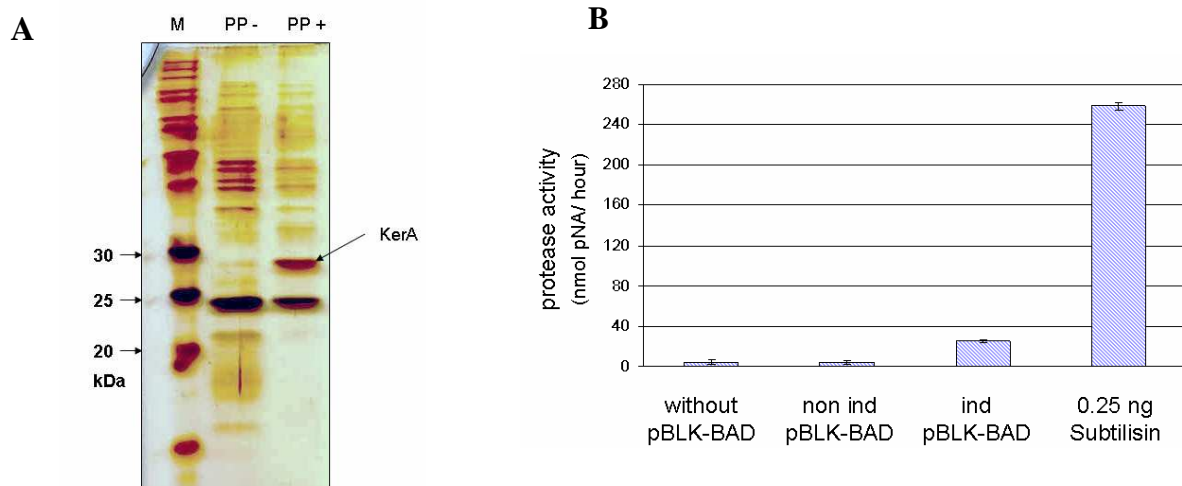 A
M PP - PP +
KerA
30
25
20
kDa
B
protease activity
(nmol pNA/ hour)
280
240
200
160
120
80
40
0
without
pBLK-BAD
non ind
pBLK-BAD
ind
pBLK-BAD
0.25 ng
Subtilisin